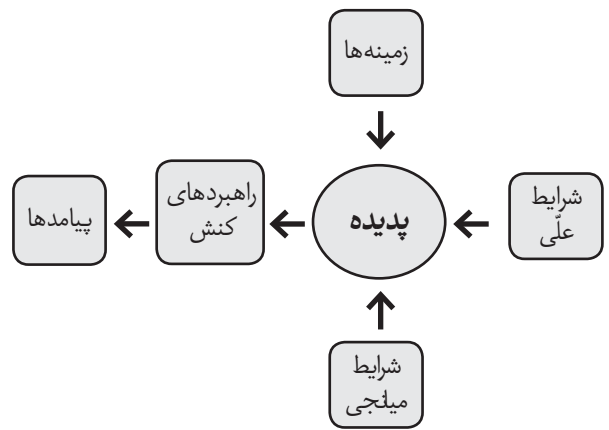 زمینه‌ها
شرایط
علّی
پدیده
راهبردهای
کنش
پیامدها
شرایط
میانجی